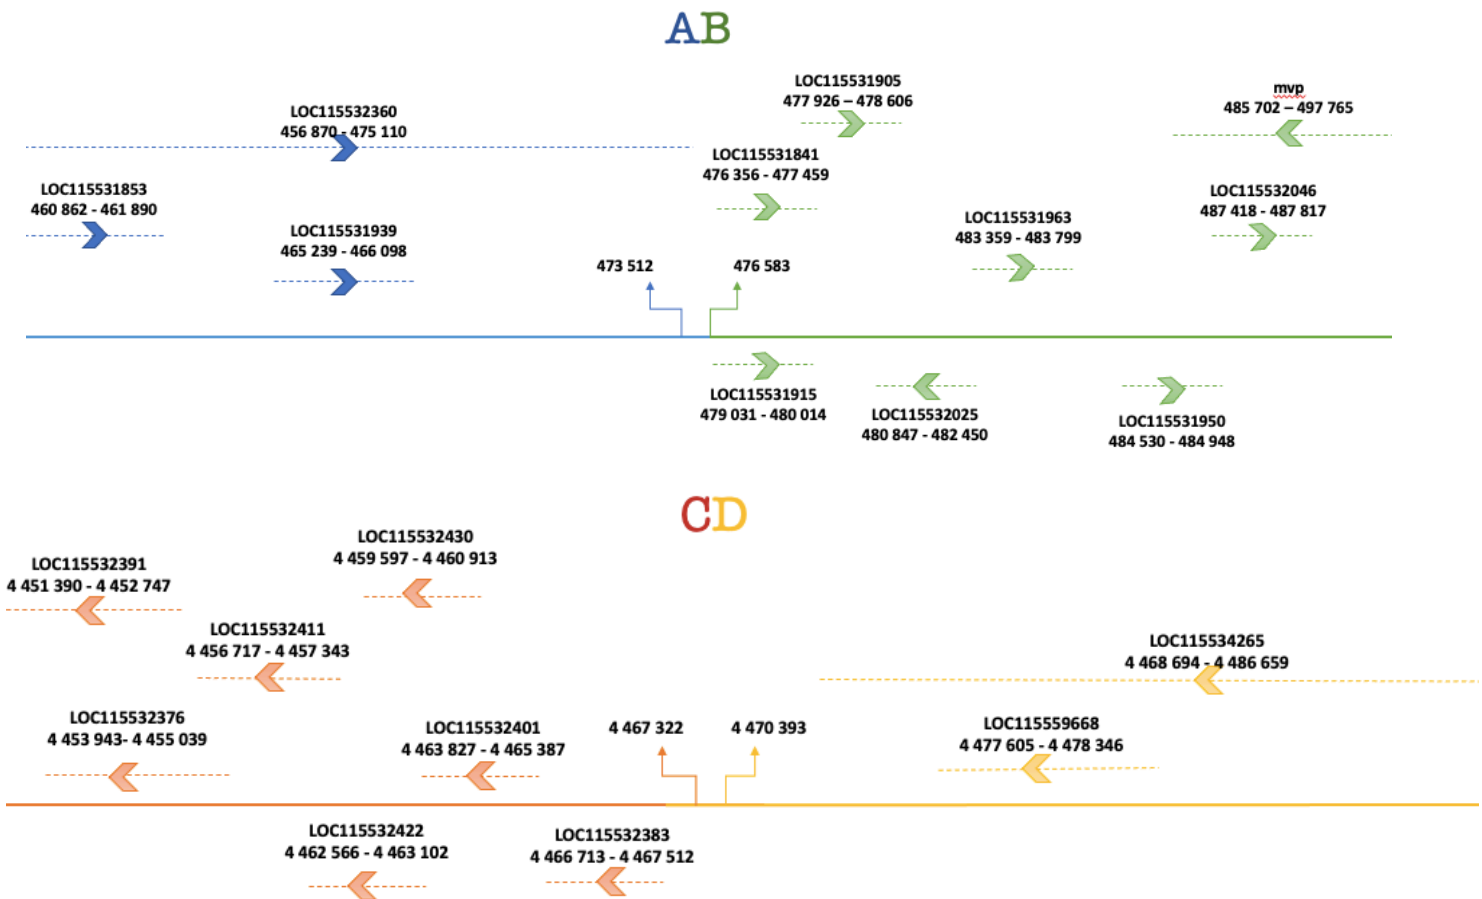 AB
LOC115531905
477 926 – 478 606
mvp
485 702 – 497 765
LOC115532360
456 870 - 475 110
LOC115531841
476 356 - 477 459
LOC115531853
460 862 - 461 890
LOC115532046
487 418 - 487 817
LOC115531939
465 239 - 466 098
LOC115531963
483 359 - 483 799
473 512
476 583
LOC115531915
479 031 - 480 014
LOC115532025
480 847 - 482 450
LOC115531950
484 530 - 484 948
CD
LOC115532430
4 459 597 - 4 460 913
LOC115532391
4 451 390 - 4 452 747
LOC115532411
4 456 717 - 4 457 343
LOC115534265
4 468 694 - 4 486 659
LOC115532376
4 453 943- 4 455 039
LOC115532401
4 463 827 - 4 465 387
4 467 322
4 470 393
LOC115559668
4 477 605 - 4 478 346
LOC115532422
4 462 566 - 4 463 102
LOC115532383
4 466 713 - 4 467 512